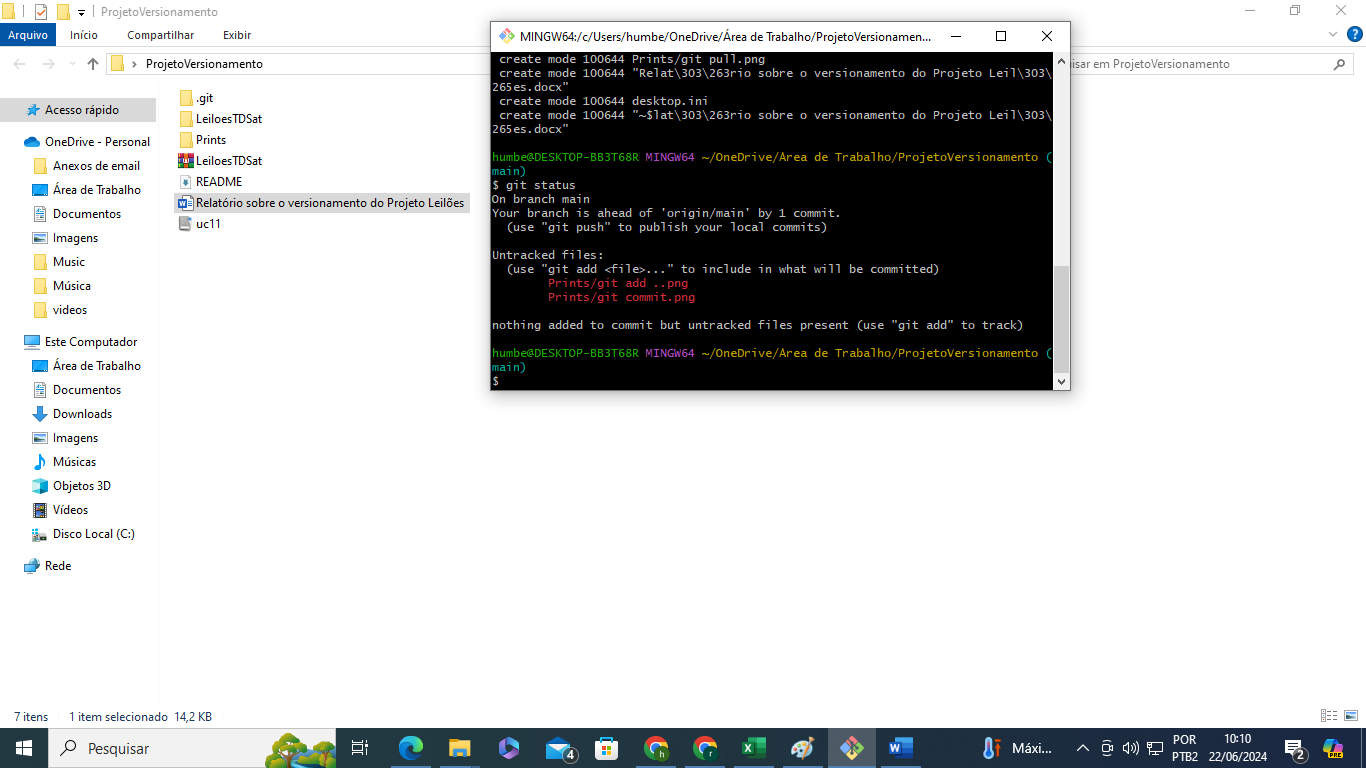 ProjetoVersionamento
Arquivo
Início
Compartilhar
Exibir
ProjetoVersionamento
isar em ProjetoVersionamento
Acesso rápido
OneDrive - Personal
Anexos de email
Área de Trabalho
Documentos
Imagens
Music
Música
videos
Este Computador
Área de Trabalho
Documentos
Downloads
Imagens
Músicas
Objetos 3D
Vídeos
Disco Local (C:)
Rede
.git
LeiloesTDSat
Prints
LeiloesTDSat
README
Relatório sobre o versionamento do Projeto Leilões
uc11
MINGW64:/c/Users/humbe/OneDrive/Área de Trabalho/ProjetoVersionamen...
create mode 100644 Prints/git pull.png
create mode 100644 "Relat\303\263rio sobre o versionamento do Projeto Leil\303\
265es.docx"
create mode 100644 desktop.ini
create mode 100644 "~$lat\303\263rio sobre o versionamento do Projeto Leil\303\
265es.docx"
humbe@DESKTOP-BB3T68R MINGW64 ~/OneDrive/Área de Trabalho/ProjetoVersionamento (
main)
$ git status
On branch main
Your branch is ahead of 'origin/main' by 1 commit.
(use "git push" to publish your local commits)
Untracked files:
(use "git add <file>..." to include in what will be committed)
Prints/git add ..png
Prints/git commit.png
nothing added to commit but untracked files present (use "git add" to track)
humbe@DESKTOP-BB3T68R MINGW64 ~/OneDrive/Área de Trabalho/ProjetoVersionamento (
main)
$
7 itens
1 item selecionado 14,2 KB
Pesquisar
4
h
r
Máxi...
POR
PTB2
10:10
22/06/2024
2
PRE